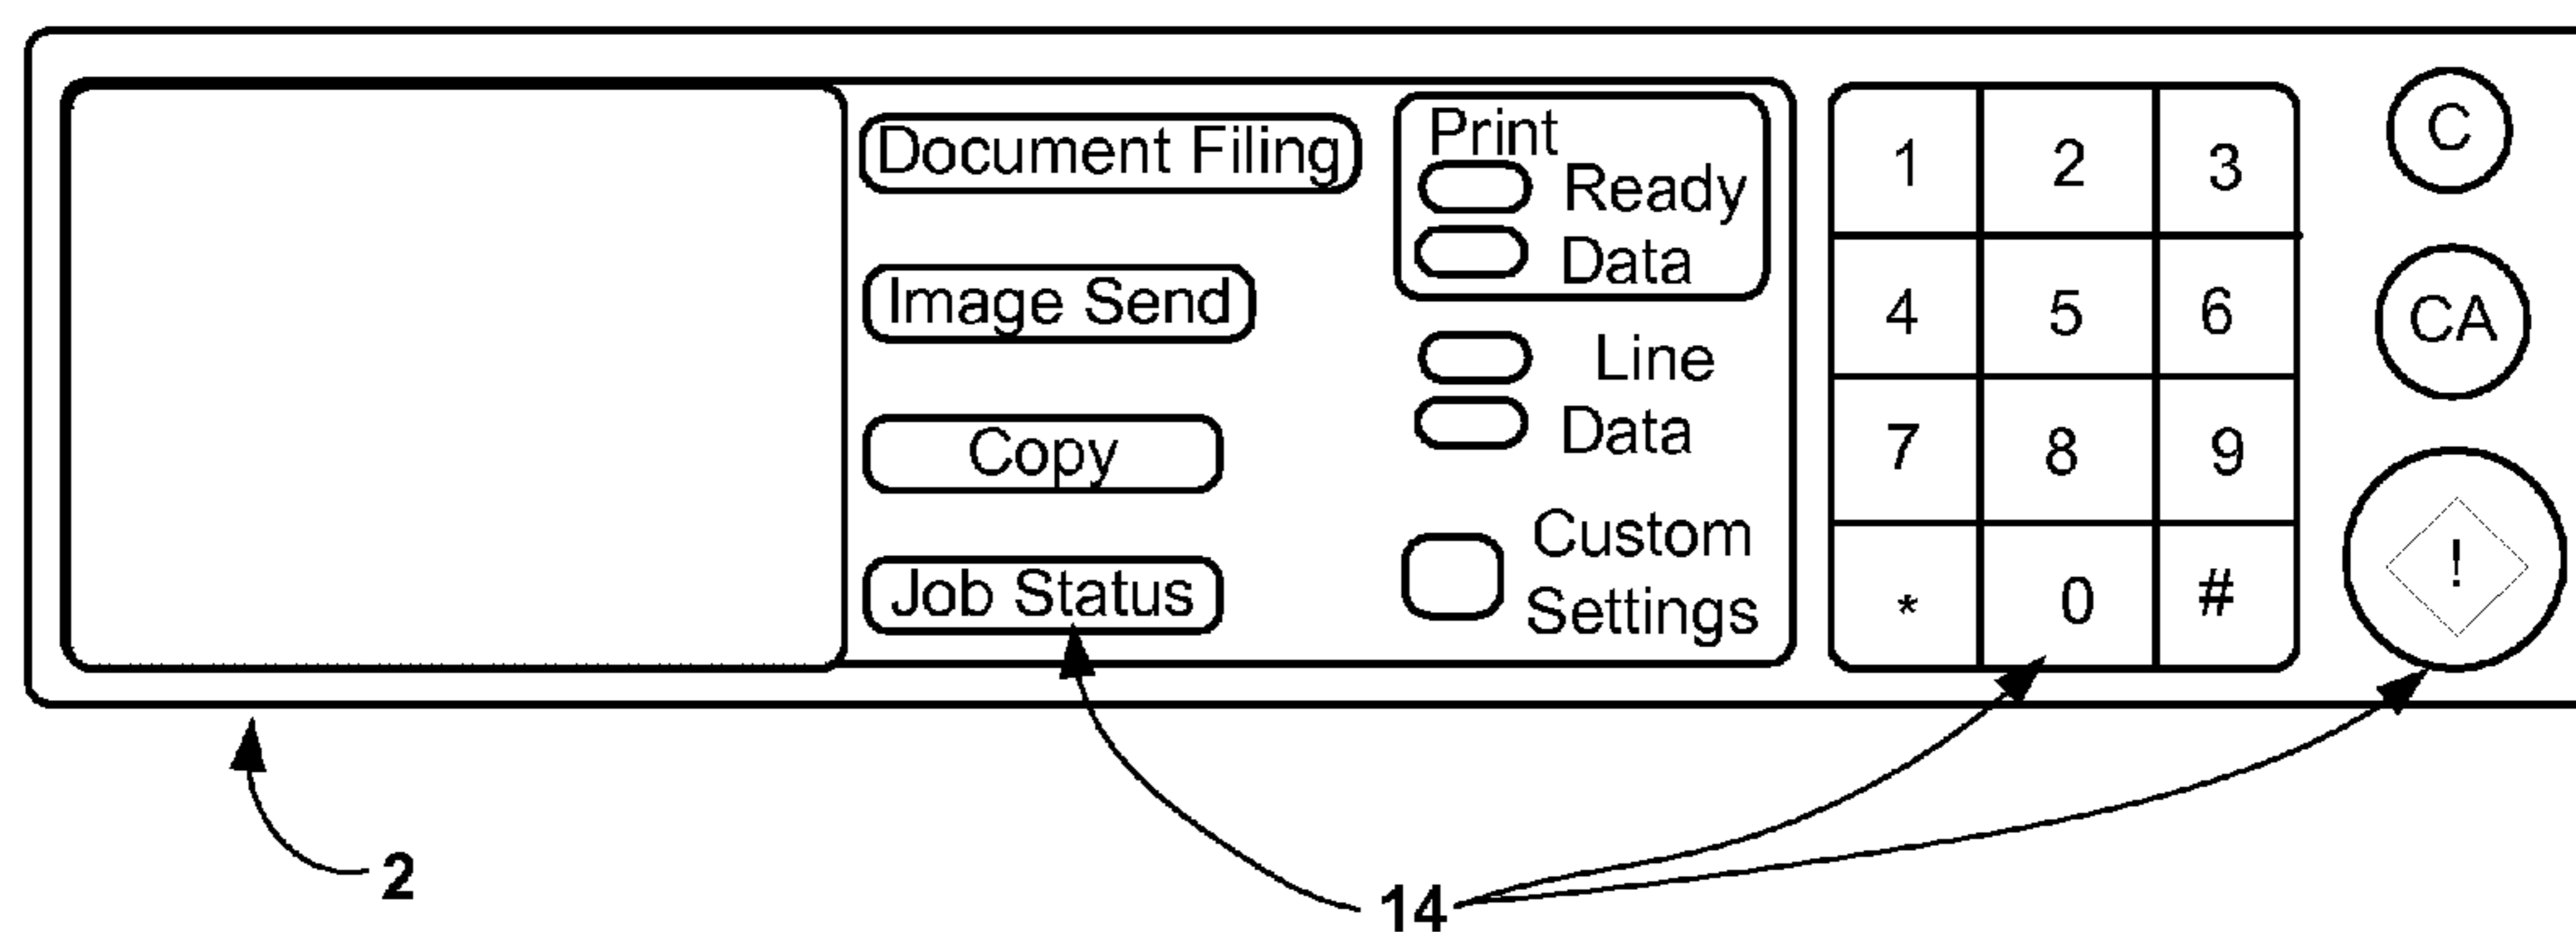 Document Filing
Image Send
Copy
Job Status
Print
Ready
Data
Line
Data
Custom
Settings
1 2 3
4 5 6
7 8 9
* 0 #
C
CA
!
2
14